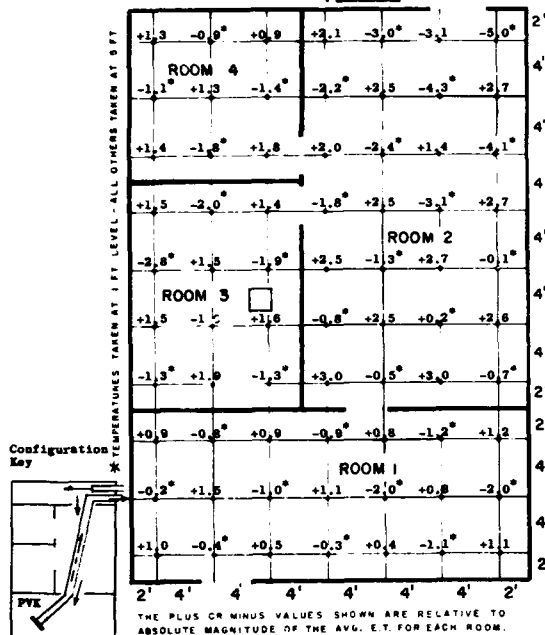 2'
+1.3 -0.9* +0.9 +2.1 -3.0* -3.1 -5.0*
ROOM 4
4'
-1.1* +1.3 -1.4* -2.2* +2.5 -4.3* +2.7
4'
+1.4 -1.8* +1.8 +2.0 -2.4* +1.4 -4.1*
4'
+1.5 -2.0* +1.4 -1.8* +2.5 -3.1* +2.7
ROOM 2
4'
-2.8* +1.5 -1.9* +2.5 -1.3* +2.7 -0.1*
ROOM 3
4'
+1.5 +1.6 -0.8* +2.5 +0.2* +2.6
4'
-1.3* +1.9 -1.3* +3.0 -0.5* +3.0 -0.7*
2
2
+0.9 -0.8* +0.9 -0.9* +0.8 -1.2* +1.2
ROOM 1
4'
-0.2* +1.5 -1.0* +1.1 -2.0* +0.8 -2.0*
4'
+1.0 -0.4* +0.5 -0.3* +0.4 -1.1* +1.1
2'
2' 4' 4' 4' 4' 4' 4' 2'
* TEMPERATURES TAKEN AT 1 FT LEVEL - ALL OTHERS TAKEN AT 5 FT
Configuration
Key
PVK
THE PLUS OR MINUS VALUES SHOWN ARE RELATIVE TO
ABSOLUTE MAGNITUDE OF THE AVG. E.T. FOR EACH ROOM.